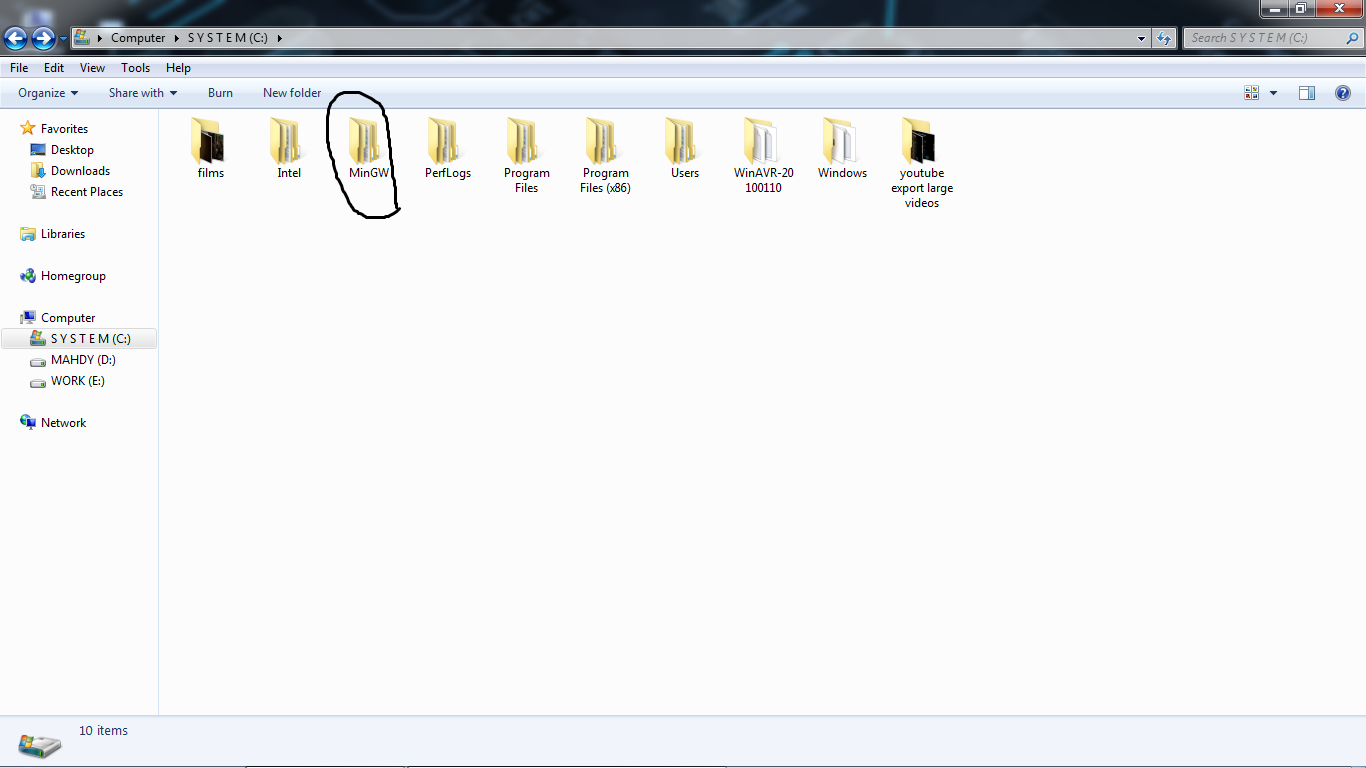 Computer ▸ S Y S T E M (C:) ▸
Search S Y S T E M (C:)
File Edit View Tools Help
Organize Share with Burn New folder
Favorites
Desktop
Downloads
Recent Places
Libraries
Homegroup
Computer
S Y S T E M (C:)
MAHDY (D:)
WORK (E:)
Network
films
Intel
MinGW
PerfLogs
Program
Files
Program
Files (x86)
Users
WinAVR-20
100110
Windows
youtube
export large
videos
10 items